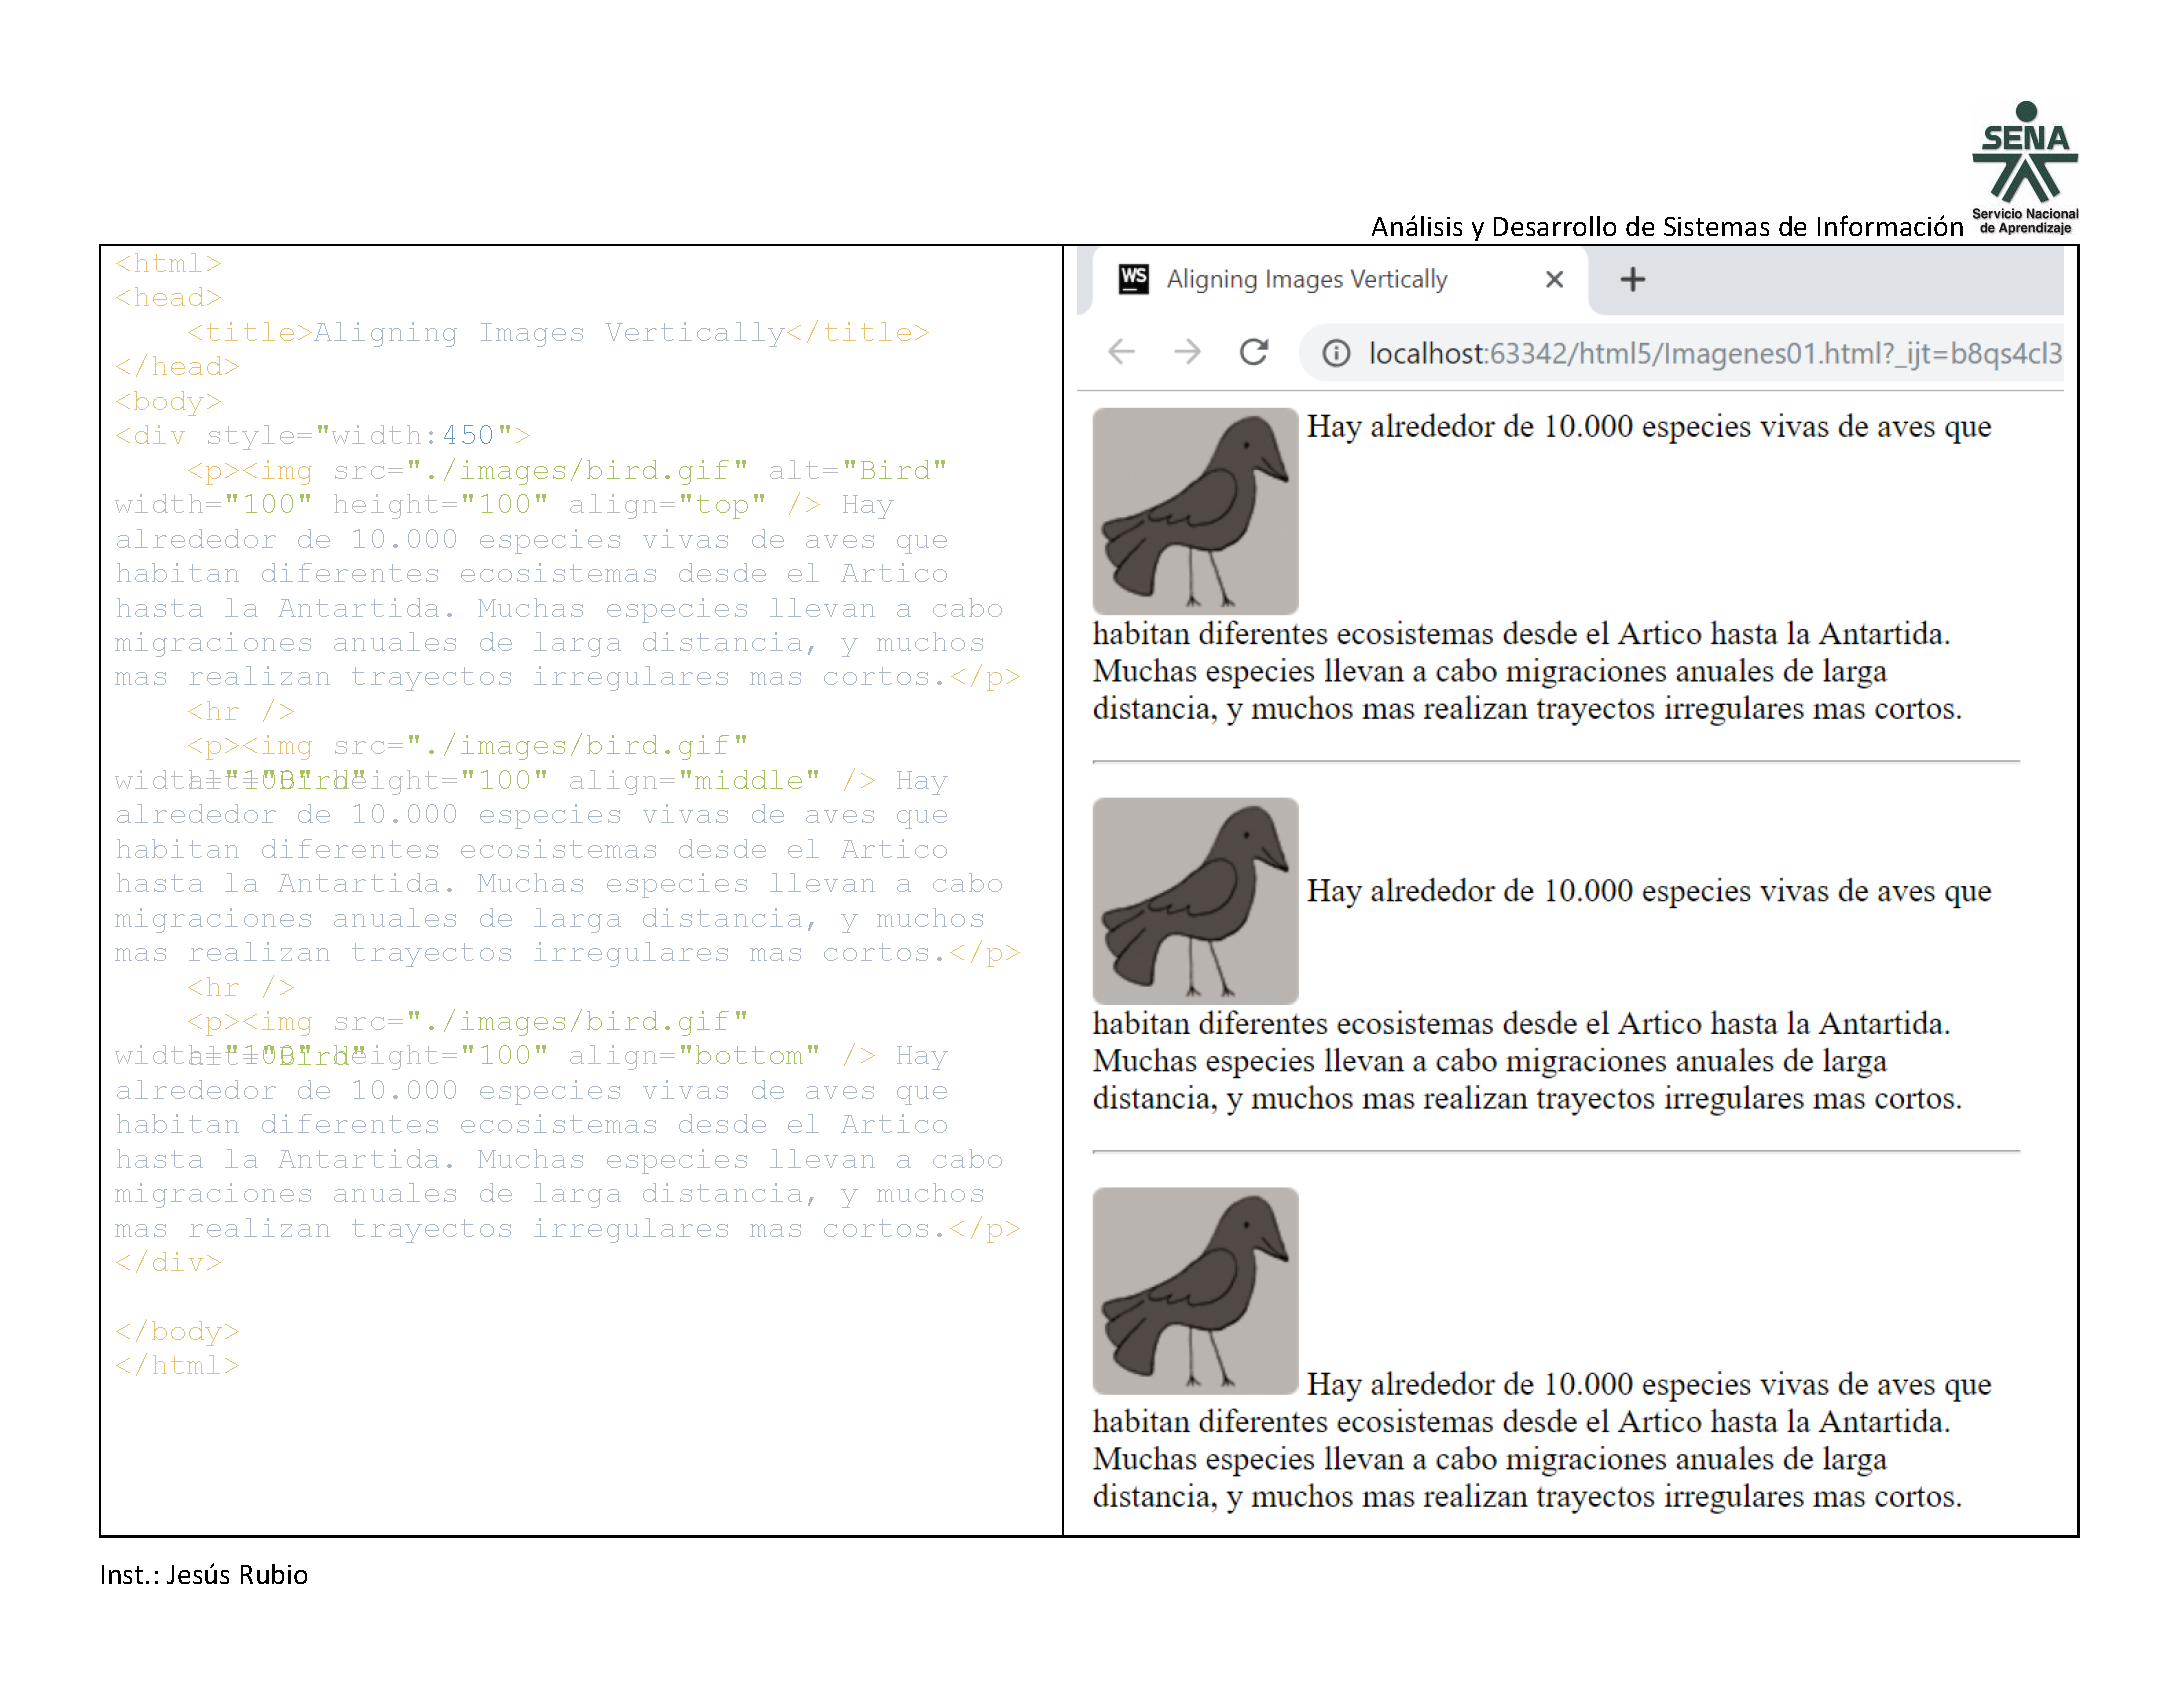 SENA
Servicio Nacional
de Aprendizaje
Análisis y Desarrollo de Sistemas de Información
<html>
<head>
<title>Aligning Images Vertically</title>
</head>
<body>
<div style="width:450">
<p><img src="./images/bird.gif" alt="Bird"
width="100" height="100" align="top" /> Hay
alrededor de 10.000 especies vivas de aves que
habitan diferentes ecosistemas desde el Artico
hasta la Antartida. Muchas especies llevan a cabo
migraciones anuales de larga distancia, y muchos
mas realizan trayectos irregulares mas cortos.</p>
<hr />
<p><img src="./images/bird.gif"
alt="Bird"
width="100" height="100" align="middle" /> Hay
alrededor de 10.000 especies vivas de aves que
habitan diferentes ecosistemas desde el Artico
hasta la Antartida. Muchas especies llevan a cabo
migraciones anuales de larga distancia, y muchos
mas realizan trayectos irregulares mas cortos.</p>
<hr />
<p><img src="./images/bird.gif"
alt="Bird"
width="100" height="100" align="bottom" /> Hay
alrededor de 10.000 especies vivas de aves que
habitan diferentes ecosistemas desde el Artico
hasta la Antartida. Muchas especies llevan a cabo
migraciones anuales de larga distancia, y muchos
mas realizan trayectos irregulares mas cortos.</p>
</div>
</body>
</html>
WS Aligning Images Vertically
localhost:63342/html5/Imagenes01.html?_ijt=b8qs4cl3
Hay alrededor de 10.000 especies vivas de aves que
habitan diferentes ecosistemas desde el Artico hasta la Antartida.
Muchas especies llevan a cabo migraciones anuales de larga
distancia, y muchos mas realizan trayectos irregulares mas cortos.
Hay alrededor de 10.000 especies vivas de aves que
habitan diferentes ecosistemas desde el Artico hasta la Antartida.
Muchas especies llevan a cabo migraciones anuales de larga
distancia, y muchos mas realizan trayectos irregulares mas cortos.
Hay alrededor de 10.000 especies vivas de aves que
habitan diferentes ecosistemas desde el Artico hasta la Antartida.
Muchas especies llevan a cabo migraciones anuales de larga
distancia, y muchos mas realizan trayectos irregulares mas cortos.
Inst.: Jesús Rubio